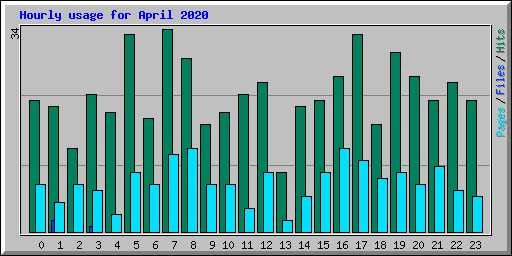 Hourly usage for April 2020
34
Pages/Files/Hits
0 1 2 3 4 5 6 7 8 9 10 11 12 13 14 15 16 17 18 19 20 21 22 23